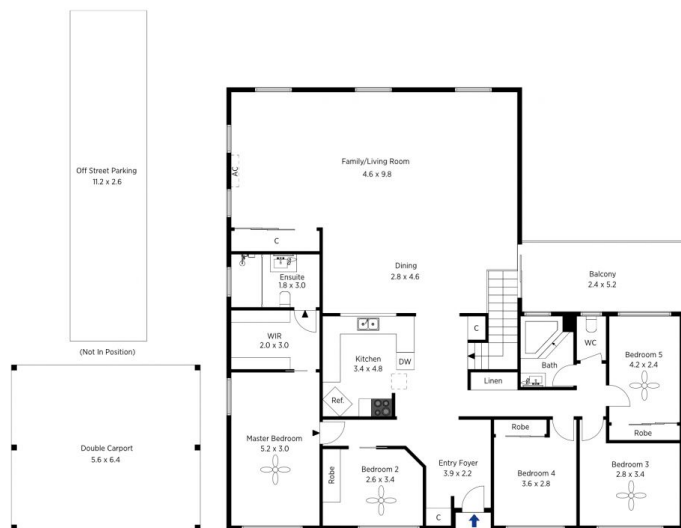 Off Street Parking
11.2 x 2.6
(Not In Position)
Double Carport
5.6 x 6.4
AC
Family/Living Room
4.6 x 9.8
C
Dining
2.8 x 4.6
Ensuite
1.8 x 3.0
WIR
2.0 x 3.0
Kitchen
3.4 x 4.8
DW
Ref.
C
Linen
Balcony
2.4 x 5.2
Bath
WC
Bedroom 5
4.2 x 2.4
Robe
Master Bedroom
5.2 x 3.0
Robe
Bedroom 2
2.6 x 3.4
Entry Foyer
3.9 x 2.2
C
Robe
Bedroom 4
3.6 x 2.8
Bedroom 3
2.8 x 3.4